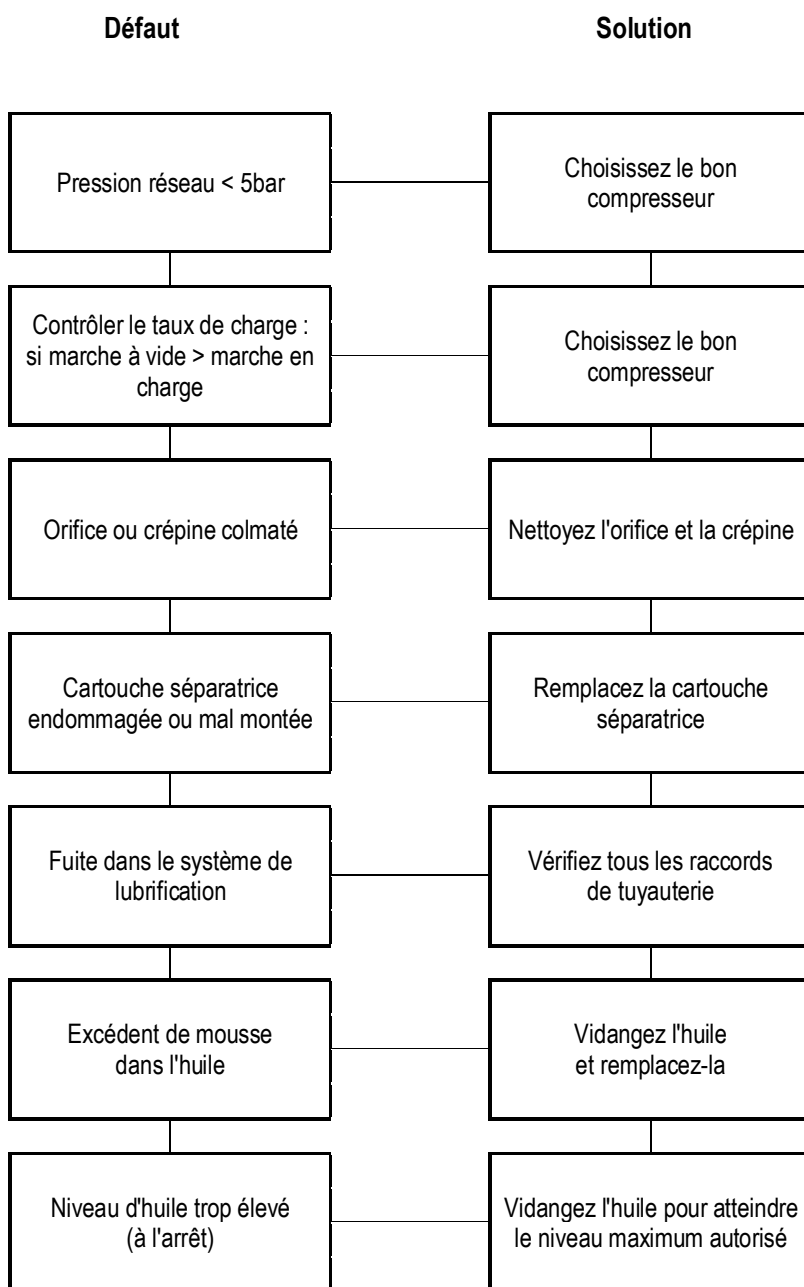 Défaut
Solution
Pression réseau < 5bar
Choisissez le bon
compresseur
Contrôler le taux de charge :
si marche à vide > marche en
charge
Choisissez le bon
compresseur
Orifice ou crépine colmaté
Nettoyez l'orifice et la crépine
Cartouche séparatrice
endommagée ou mal montée
Remplacez la cartouche
séparatrice
Fuite dans le système de
lubrification
Vérifiez tous les raccords
de tuyauterie
Excédent de mousse
dans l'huile
Vidangez l'huile
et remplacez-la
Niveau d'huile trop élevé
(à l'arrêt)
Vidangez l'huile pour atteindre
le niveau maximum autorisé